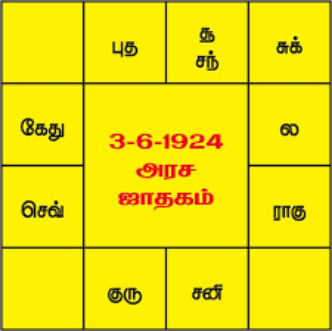 புத
சூ
சந்
சுக்
கேது
ல
3-6-1924
அரச
ஜாதகம்
செவ்
ராகு
குரு
சனி